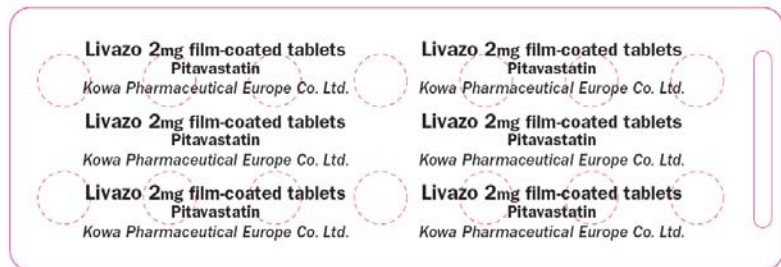 Livazo 2mg film-coated tablets
Pitavastatin
Kowa Pharmaceutical Europe Co. Ltd.
Livazo 2mg film-coated tablets
Pitavastatin
Kowa Pharmaceutical Europe Co. Ltd.
Livazo 2mg film-coated tablets
Pitavastatin
Kowa Pharmaceutical Europe Co. Ltd.
Livazo 2mg film-coated tablets
Pitavastatin
Kowa Pharmaceutical Europe Co. Ltd.
Livazo 2mg film-coated tablets
Pitavastatin
Kowa Pharmaceutical Europe Co. Ltd.
Livazo 2mg film-coated tablets
Pitavastatin
Kowa Pharmaceutical Europe Co. Ltd.